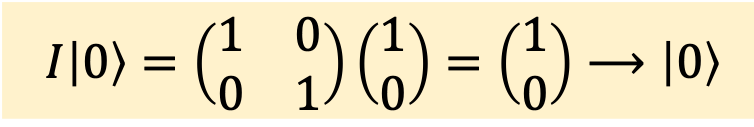 I|0⟩ = (1 0 0 1) (1 0) = (1 0) ⟶ |0⟩